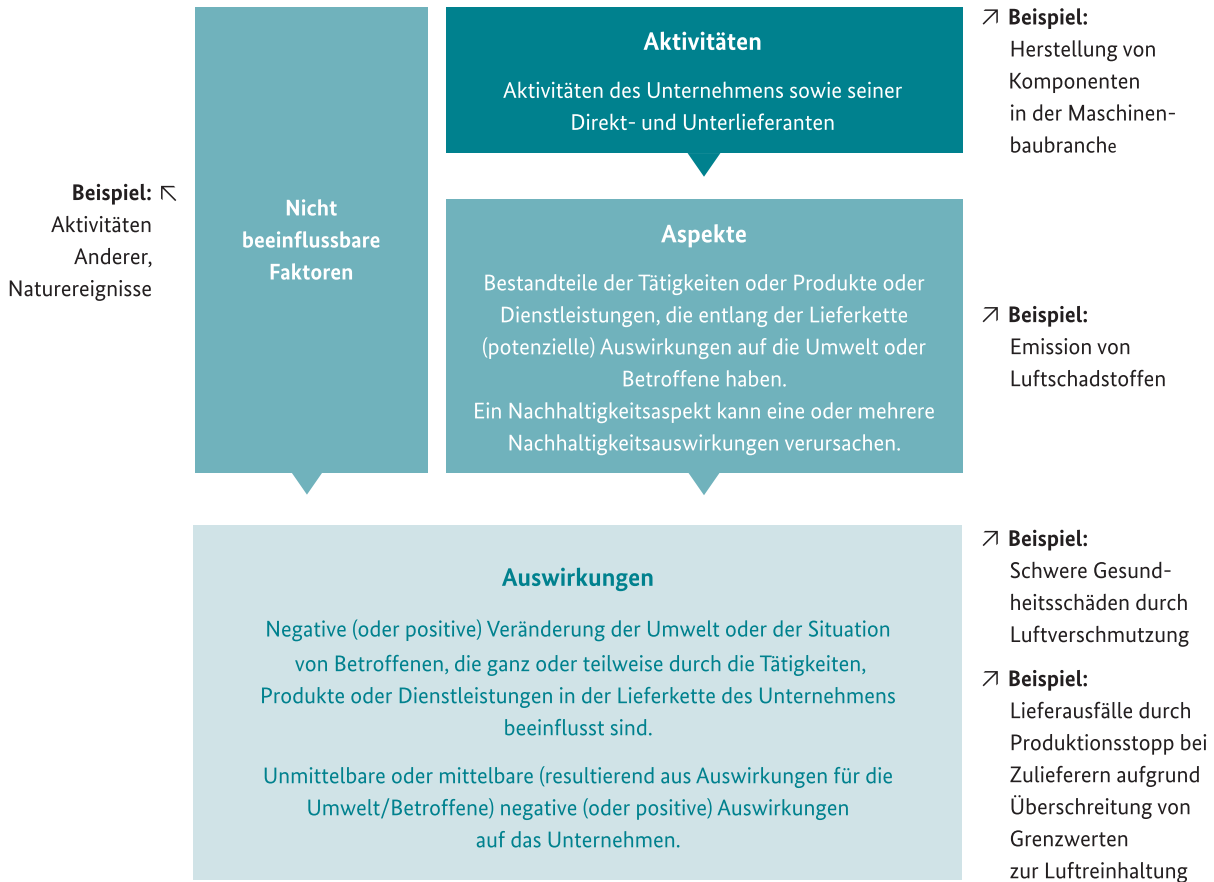 Beispiel:
Aktivitäten
Anderer,
Naturereignisse
Nicht
beeinflussbare
Faktoren
Aktivitäten
Aktivitäten des Unternehmens sowie seiner
Direkt- und Unterlieferanten
Beispiel:
Herstellung von
Komponenten
in der Maschinen-
baubranche
Aspekte
Bestandteile der Tätigkeiten oder Produkte oder
Dienstleistungen, die entlang der Lieferkette
(potenzielle) Auswirkungen auf die Umwelt oder
Betroffene haben.
Ein Nachhaltigkeitsaspekt kann eine oder mehrere
Nachhaltigkeitsauswirkungen verursachen.
Beispiel:
Emission von
Luftschadstoffen
Auswirkungen
Negative (oder positive) Veränderung der Umwelt oder der Situation
von Betroffenen, die ganz oder teilweise durch die Tätigkeiten,
Produkte oder Dienstleistungen in der Lieferkette des Unternehmens
beeinflusst sind.
Unmittelbare oder mittelbare (resultierend aus Auswirkungen für die
Umwelt/Betroffene) negative (oder positive) Auswirkungen
auf das Unternehmen.
Beispiel:
Schwere Gesund-
heitsschäden durch
Luftverschmutzung
Beispiel:
Lieferausfälle durch
Produktionsstopp bei
Zulieferern aufgrund
Überschreitung von
Grenzwerten
zur Luftreinhaltung